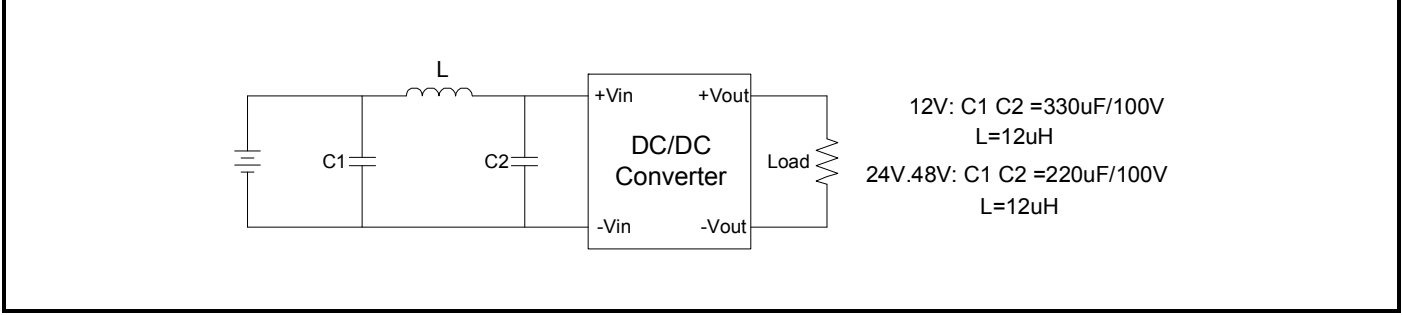 L
+Vin
+Vout
12V: C1 C2 =330uF/100V
L=12uH
C1
C2
DC/DC
Converter
Load
24V.48V: C1 C2 =220uF/100V
L=12uH
-Vin
-Vout